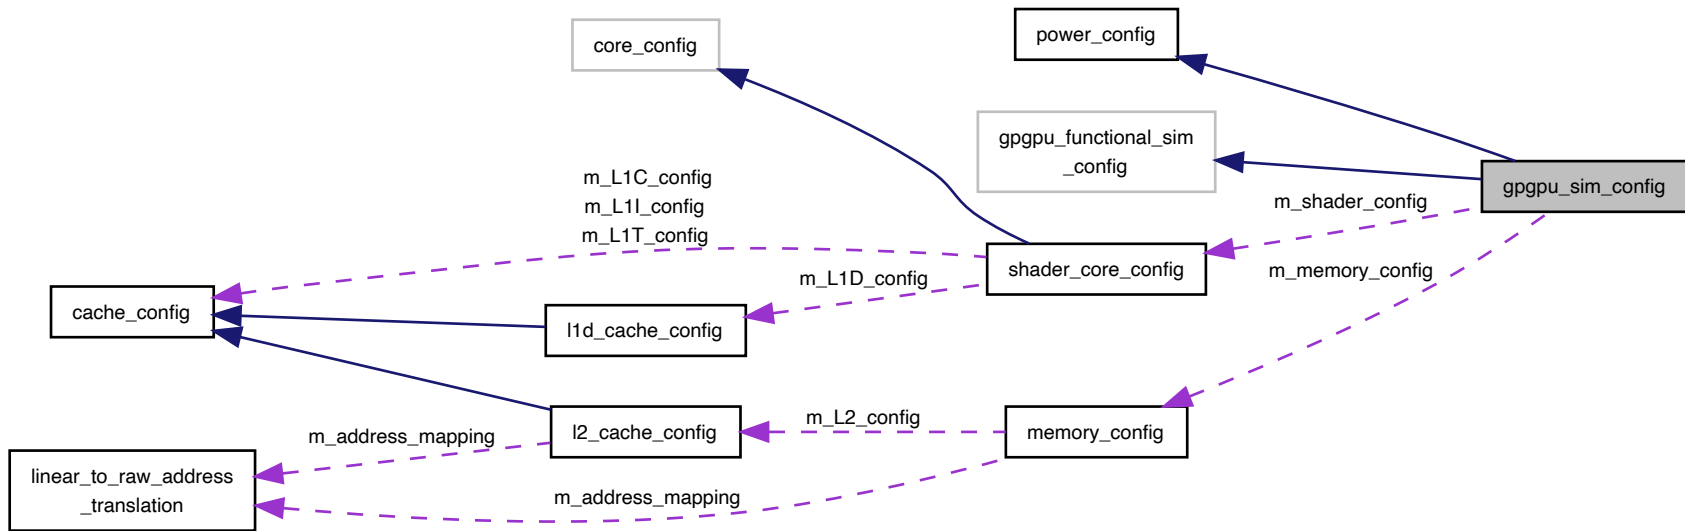 core_config
power_config
gpgpu_functional_sim
_config
gpgpu_sim_config
m_L1C_config
m_L1I_config
m_L1T_config
m_shader_config
shader_core_config
m_memory_config
m_L1D_config
cache_config
l1d_cache_config
m_L2_config
l2_cache_config
memory_config
m_address_mapping
linear_to_raw_address
_translation
m_address_mapping